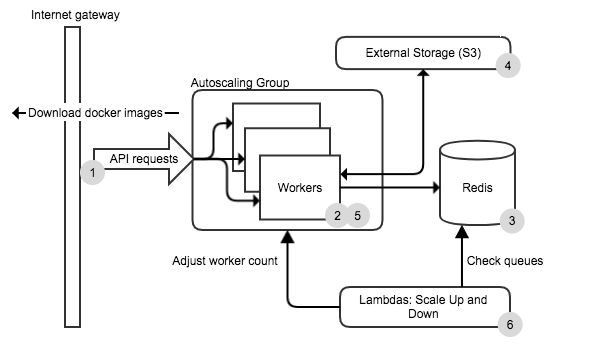 Internet gateway
External Storage (S3)
4
Autoscaling Group
Download docker images
API requests
1
Workers
2
5
Redis
3
Adjust worker count
Check queues
Lambdas: Scale Up and
Down
6